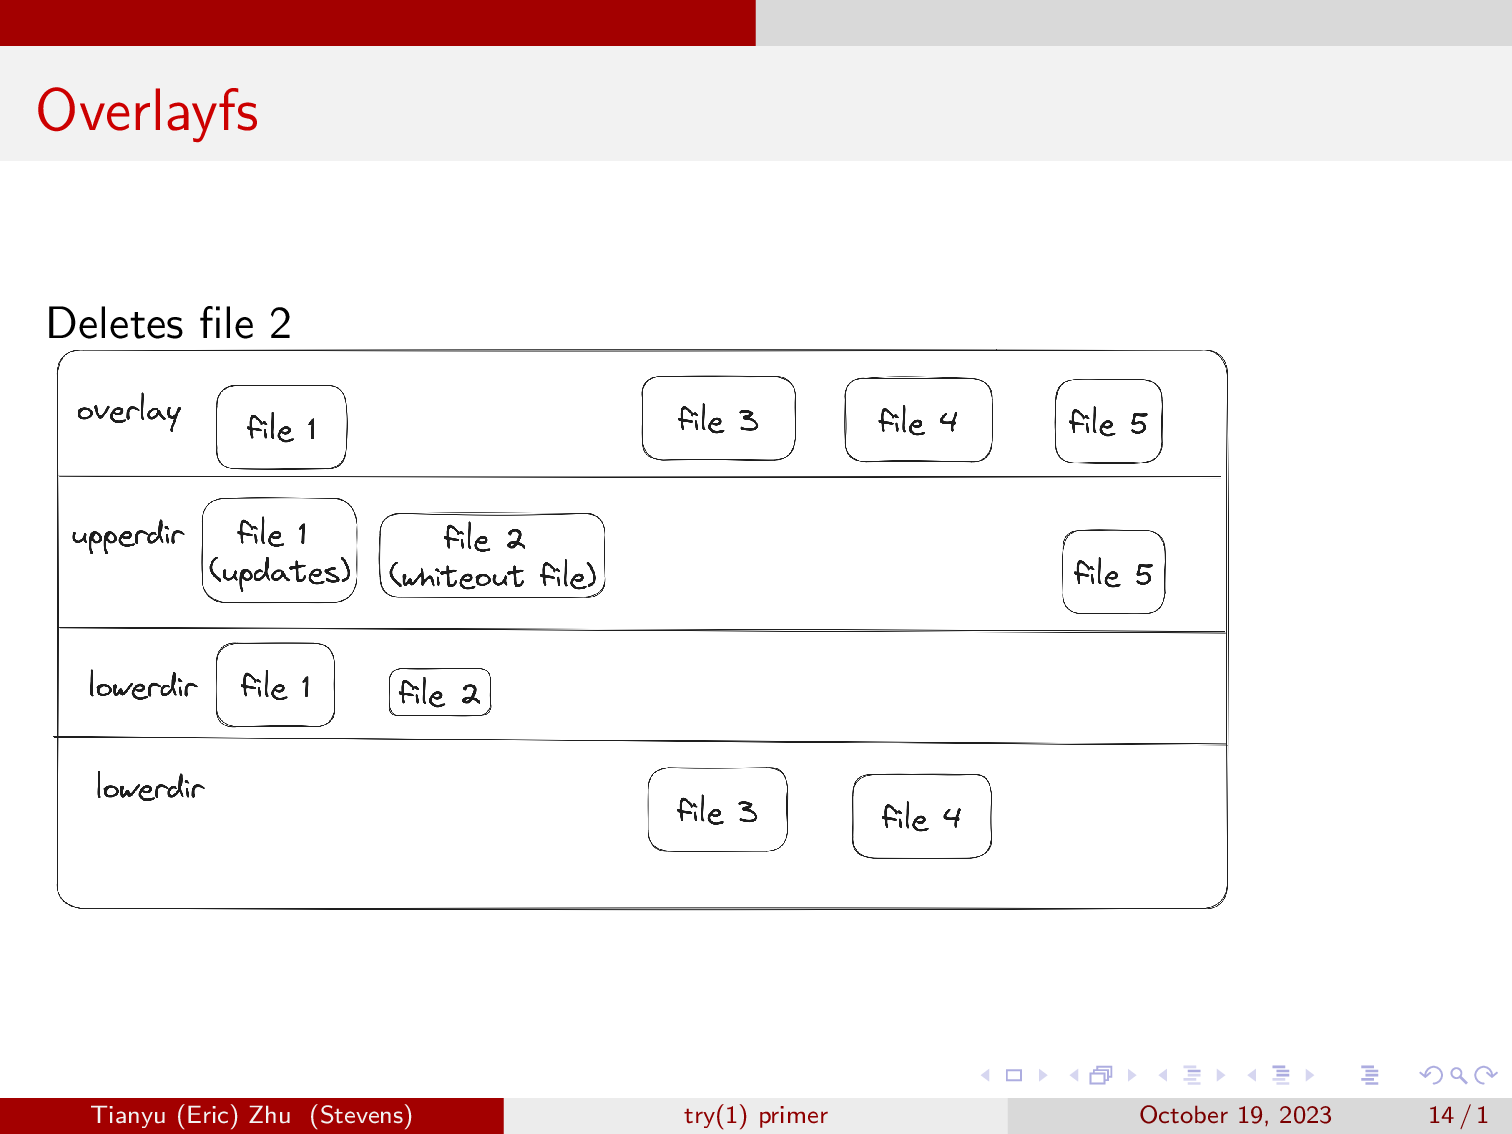 Overlayfs
Deletes file 2
overlay file 1 file 3 file 4 file 5
upperdir file 1 (updates) file 2 (whiteout file) file 5
lowerdir file 1 file 2
lowerdir file 3 file 4
Tianyu (Eric) Zhu (Stevens) try(1) primer October 19, 2023 14 / 1